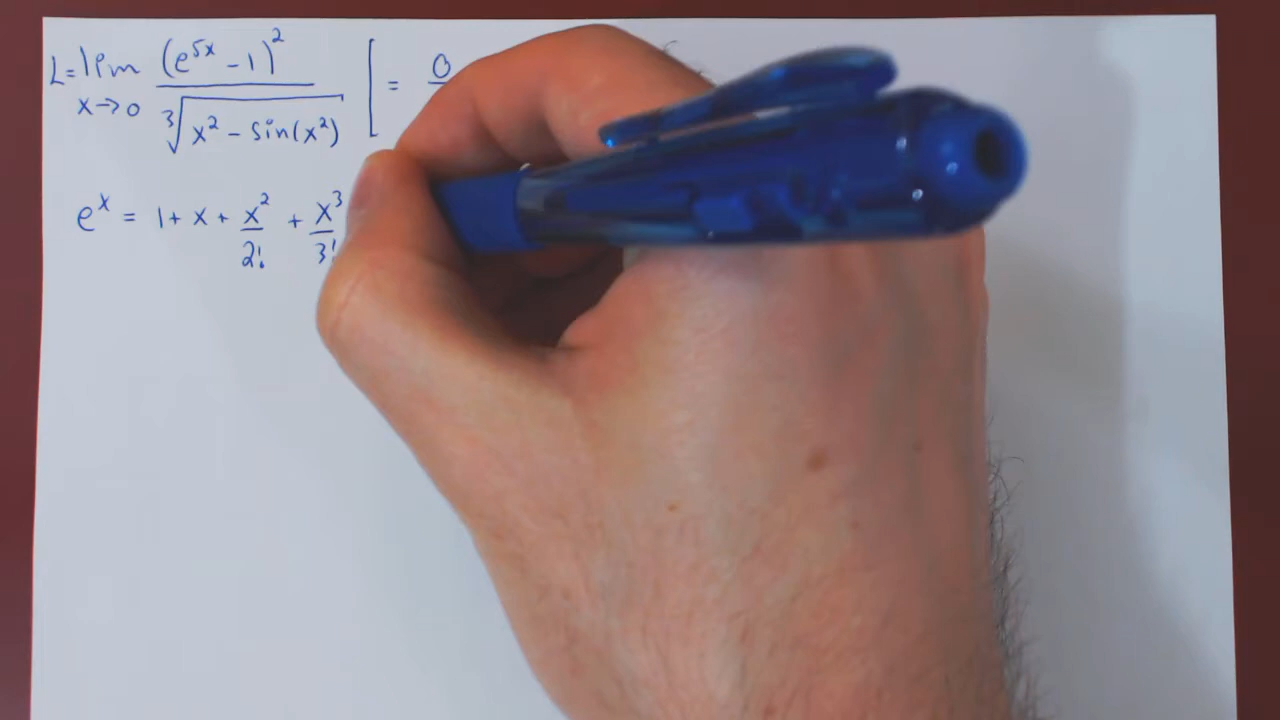 L = lim x→0 (e^{5x} - 1)^2 / ∛(x^2 - sin(x^2)) [ = 0
e^x = 1 + x + x^2/2! + x^3/3!